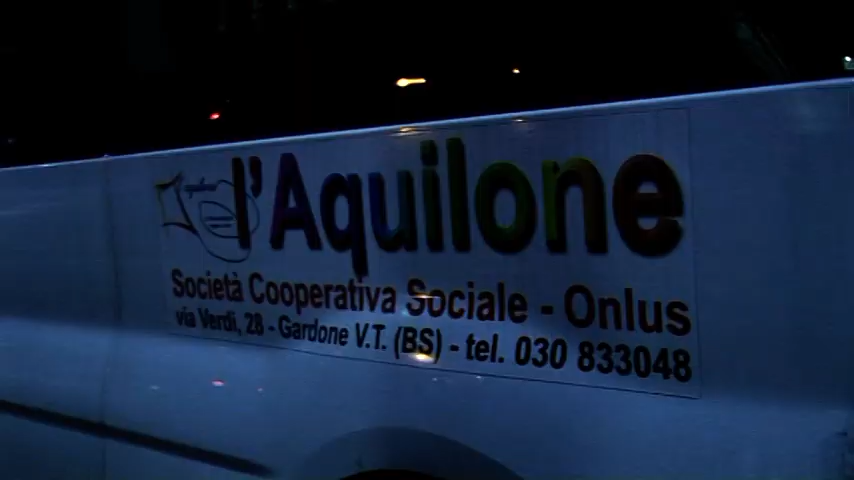 l'Aquilone
Società Cooperativa Sociale - Onlus
via Verdi, 28 - Gardone V.T. (BS) - tel. 030 833048